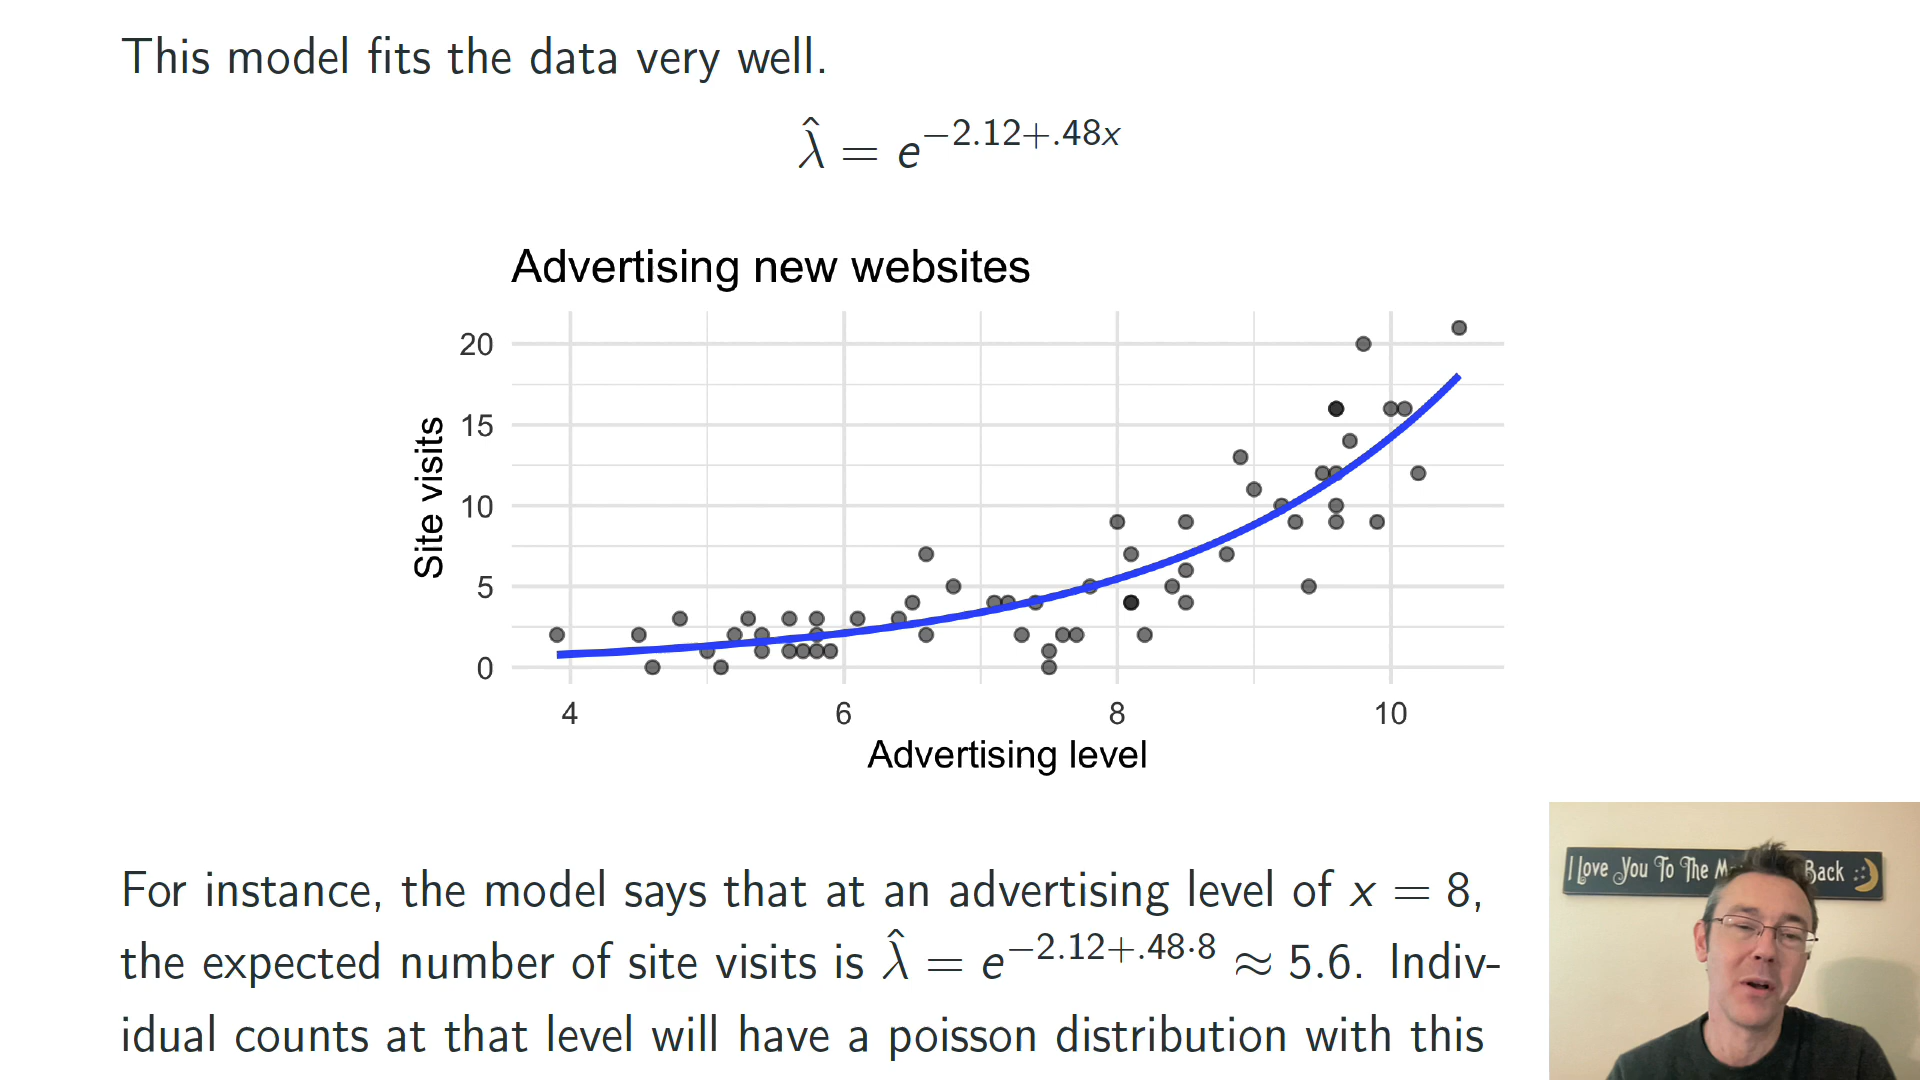 This model fits the data very well.
λ̂ = e^{−2.12+.48x}
Advertising new websites
20
15
10
5
0
Site visits
4 6 8 10
Advertising level
For instance, the model says that at an advertising level of x = 8,
the expected number of site visits is λ̂ = e^{−2.12+.48·8} ≈ 5.6. Indiv-
idual counts at that level will have a poisson distribution with this
I Love You To The Back